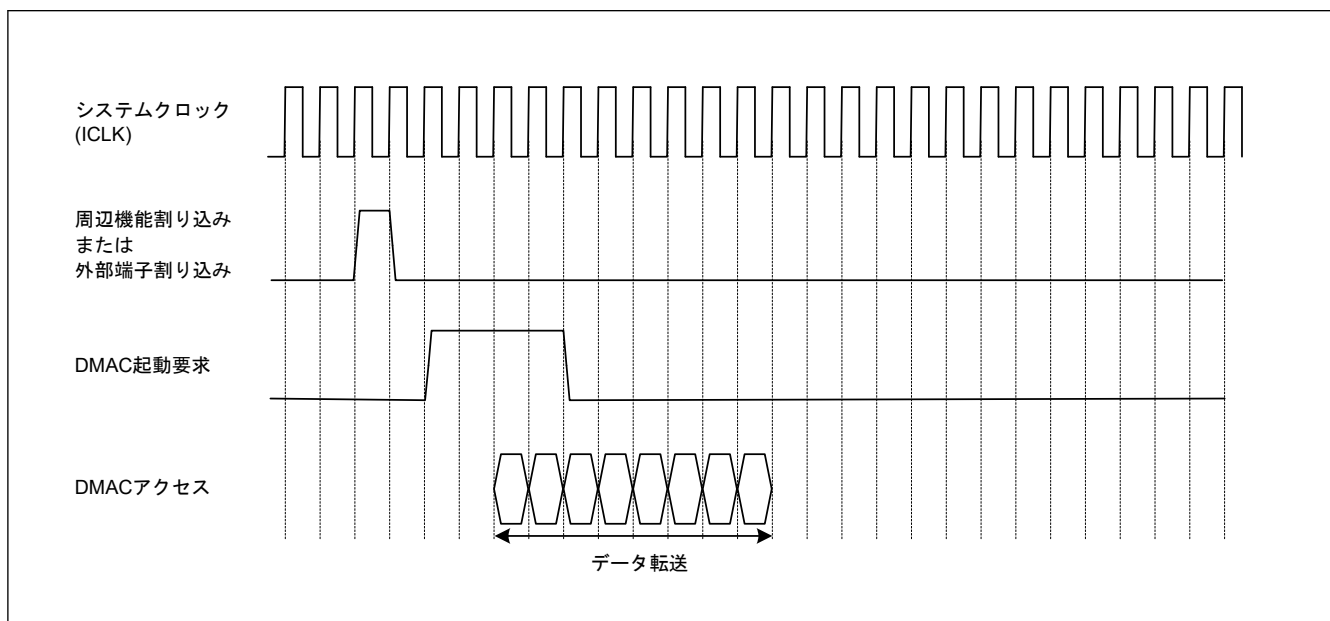 システムクロック
(ICLK)
周辺機能割り込み
または
外部端子割り込み
DMAC起動要求
DMACアクセス
データ転送